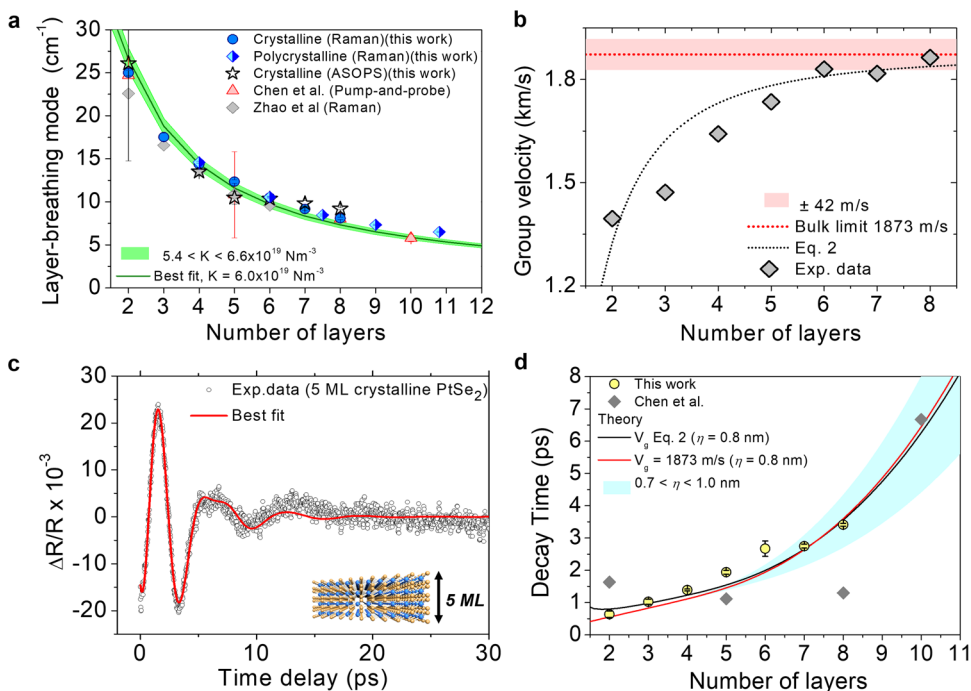 a
30
25
20
15
10
5
0
Layer-breathing mode (cm⁻¹)
Crystalline (Raman)(this work)
Polycrystalline (Raman)(this work)
Crystalline (ASOPS)(this work)
Chen et al. (Pump-and-probe)
Zhao et al (Raman)
5.4 < K < 6.6x10¹⁹ Nm⁻³
Best fit, K = 6.0x10¹⁹ Nm⁻³
2 3 4 5 6 7 8 9 10 11 12
Number of layers
b
1.8
1.5
1.2
Group velocity (km/s)
± 42 m/s
Bulk limit 1873 m/s
Eq. 2
Exp. data
2 3 4 5 6 7 8
Number of layers
c
30
20
10
0
-10
-20
ΔR/R x 10⁻³
Exp.data (5 ML crystalline PtSe₂)
Best fit
5 ML
0 5 10 15 20 25 30
Time delay (ps)
d
8
7
6
5
4
3
2
1
0
Decay Time (ps)
This work
Chen et al.
Theory
V_g Eq. 2 (η = 0.8 nm)
V_g = 1873 m/s (η = 0.8 nm)
0.7 < η < 1.0 nm
2 3 4 5 6 7 8 9 10 11
Number of layers